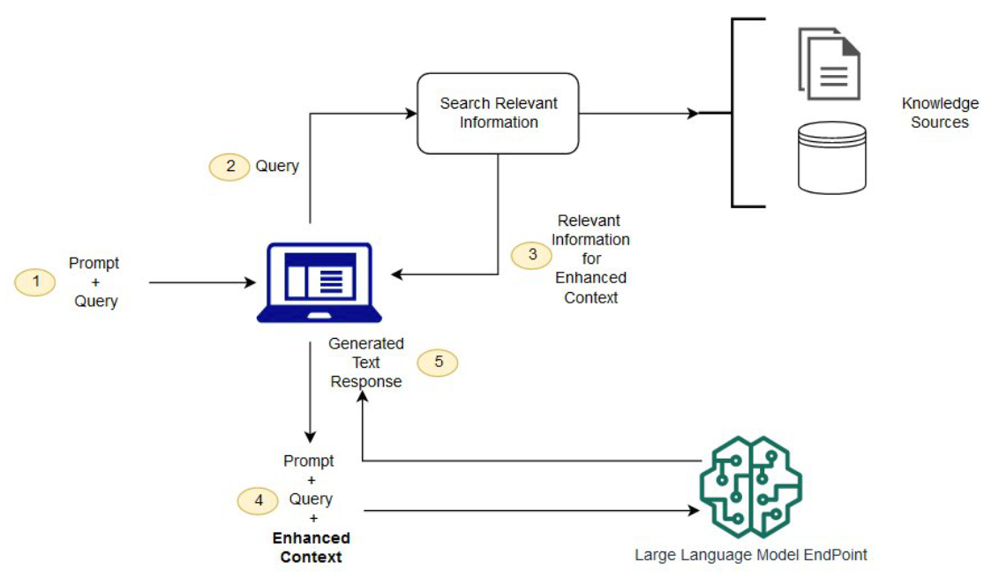 Search Relevant
Information
Knowledge
Sources
2 Query
Relevant
Information
3 for
Enhanced
Context
Prompt
1 +
Query
Generated
Text 5
Response
Prompt
+
4 Query
+
Enhanced
Context
Large Language Model EndPoint